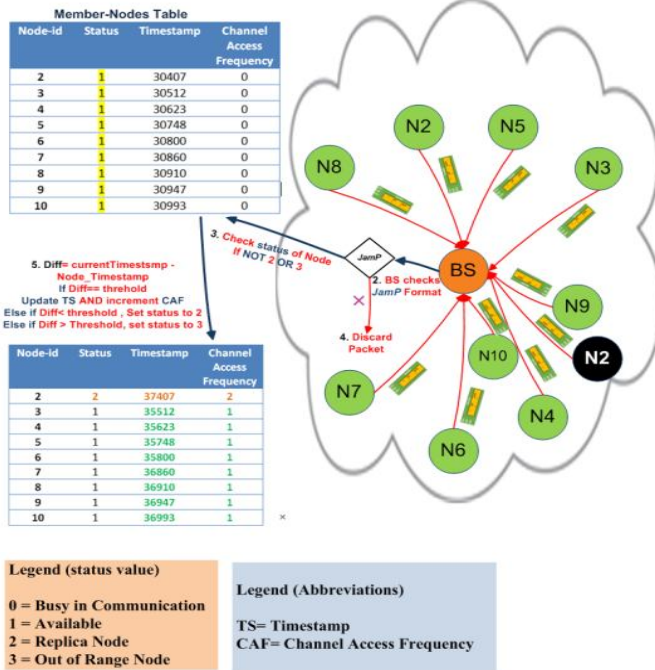 Member-Nodes Table
Node-Id Status Timestamp Channel Access Frequency
2 1 30407 0
3 1 30512 0
4 1 30623 0
5 1 30748 0
6 1 30800 0
7 1 30860 0
8 1 30910 0
9 1 30947 0
10 1 30993 0
N2
N5
N8
N3
BS
N9
N2
N10
N4
N7
N6
JamP
3. Check status of Node
If NOT 2 OR 3
2. BS checks
JamP Format
4. Discard
Packet
5. Diff= currentTimestsmp -
Node_Timestamp
If Diff== threhold
Update TS AND increment CAF
Else if Diff< threshold , Set status to 2
Else if Diff > Threshold, set status to 3
Node-Id Status Timestamp Channel Access Frequency
2 2 37407 2
3 1 35512 1
4 1 35623 1
5 1 35748 1
6 1 35800 1
7 1 36860 1
8 1 36910 1
9 1 36947 1
10 1 36993 1
Legend (status value)
0 = Busy in Communication
1 = Available
2 = Replica Node
3 = Out of Range Node
Legend (Abbreviations)
TS= Timestamp
CAF= Channel Access Frequency